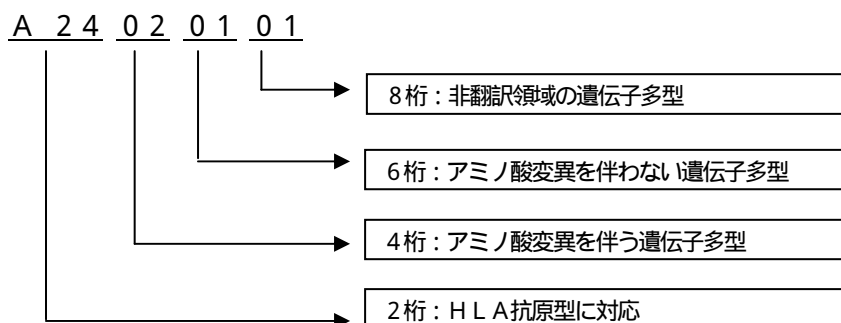 A 24 02 01 01
8桁：非翻訳領域の遺伝子多型
6桁：アミノ酸変異を伴わない遺伝子多型
4桁：アミノ酸変異を伴う遺伝子多型
2桁：ＨＬＡ抗原型に対応